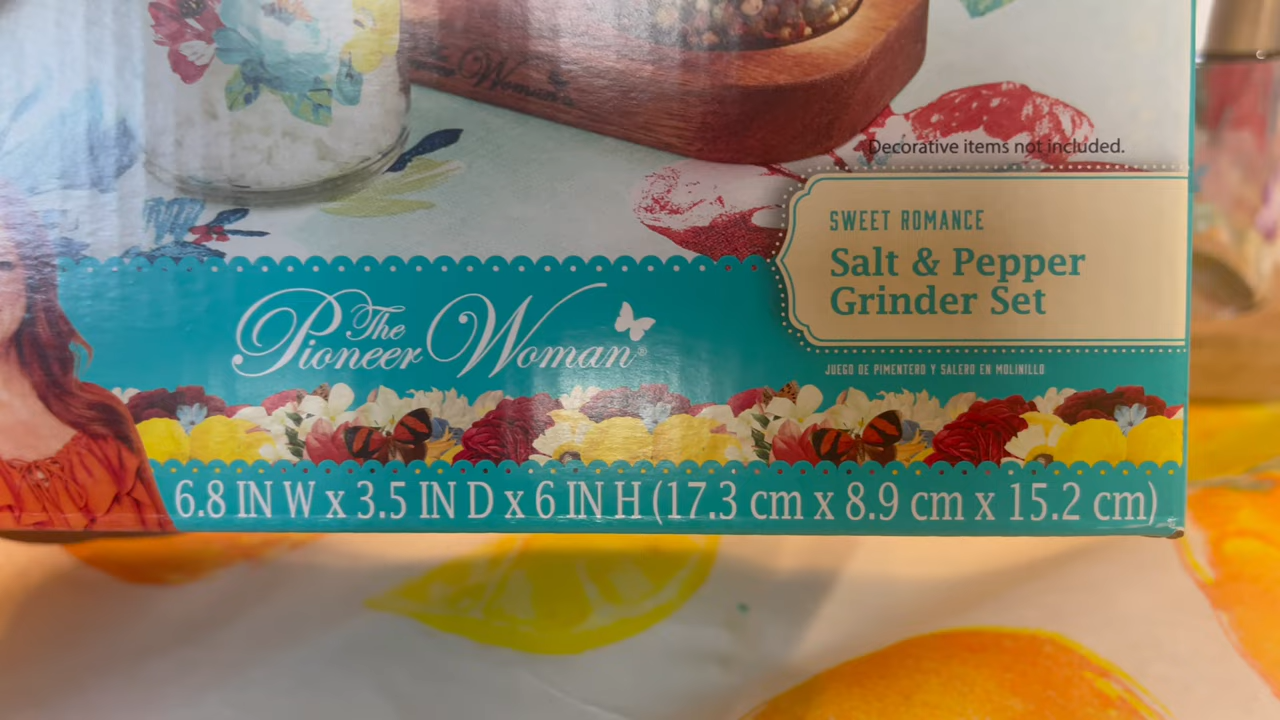 Woman
Decorative items not included.
SWEET ROMANCE
Salt & Pepper
Grinder Set
The
Pioneer Woman®
JUEGO DE PIMENTERO Y SALERO EN MOLINILLO
6.8 IN W x 3.5 IN D x 6 IN H (17.3 cm x 8.9 cm x 15.2 cm)